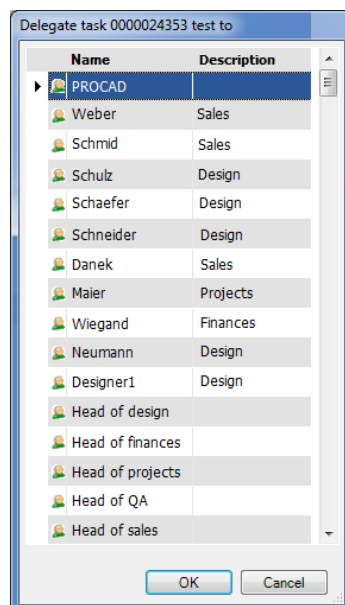 Delegate task 0000024353 test to
Name Description
PROCAD
Weber Sales
Schmid Sales
Schulz Design
Schaefer Design
Schneider Design
Danek Sales
Maier Projects
Wiegand Finances
Neumann Design
Designer1 Design
Head of design
Head of finances
Head of projects
Head of QA
Head of sales
OK Cancel